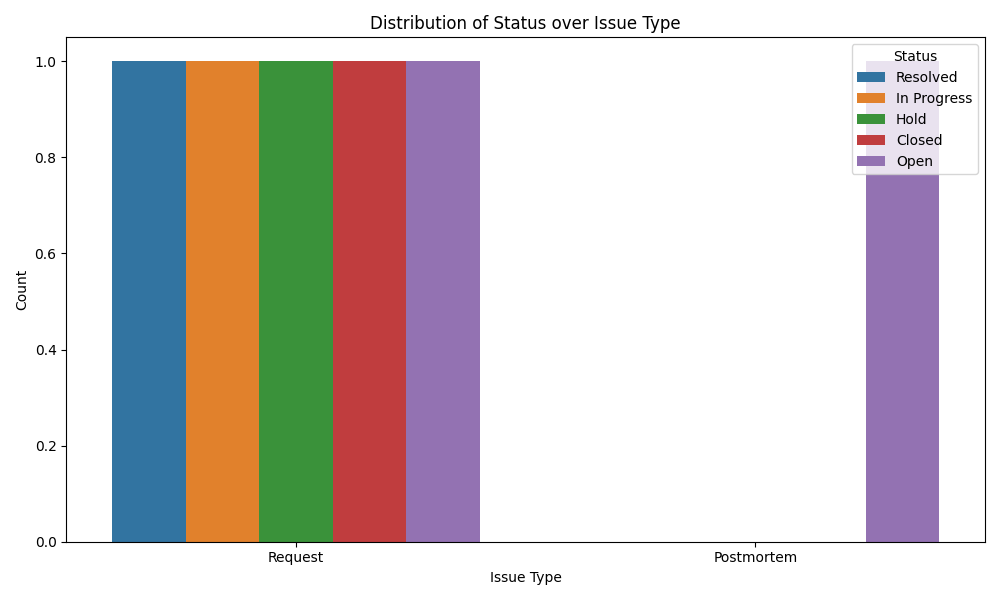 Distribution of Status over Issue Type
Status
Resolved
In Progress
Hold
Closed
Open
Count
1.0
0.8
0.6
0.4
0.2
0.0
Request
Postmortem
Issue Type